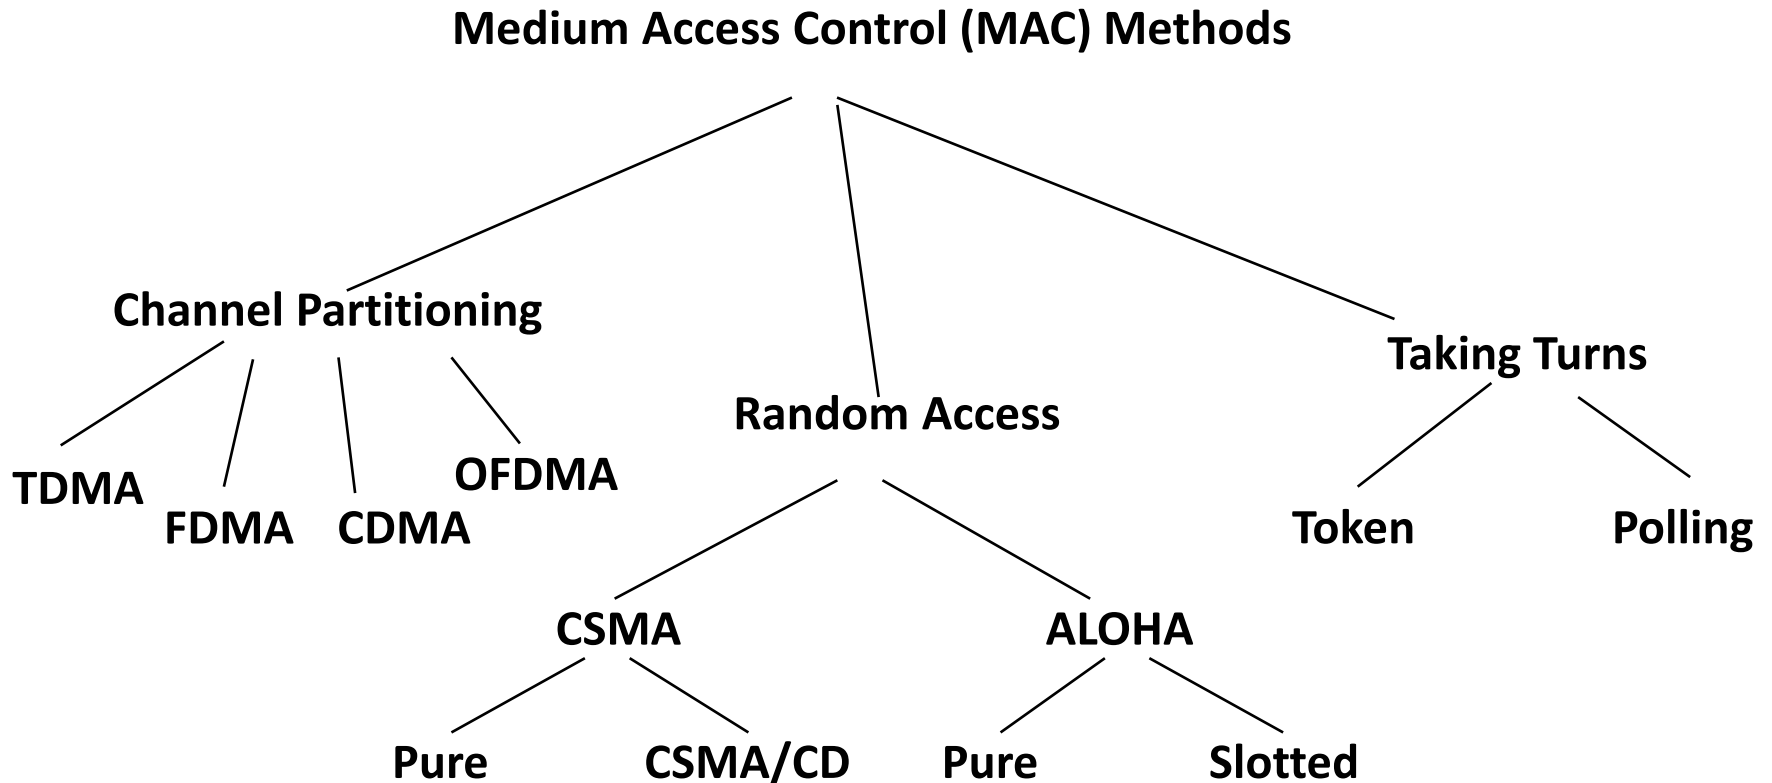 Medium Access Control (MAC) Methods
Channel Partitioning
Taking Turns
Random Access
TDMA
FDMA
CDMA
OFDMA
Token
Polling
CSMA
ALOHA
Pure
CSMA/CD
Pure
Slotted